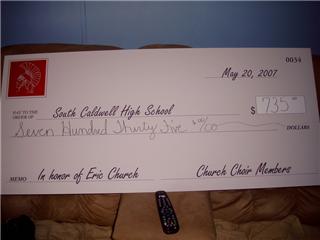 0034
May 20, 2007
PAY TO THE
ORDER OF South Caldwell High School $ 735.00
Seven Hundred Thirty Five & 00/00 DOLLARS
MEMO In honor of Eric Church Church Choir Members